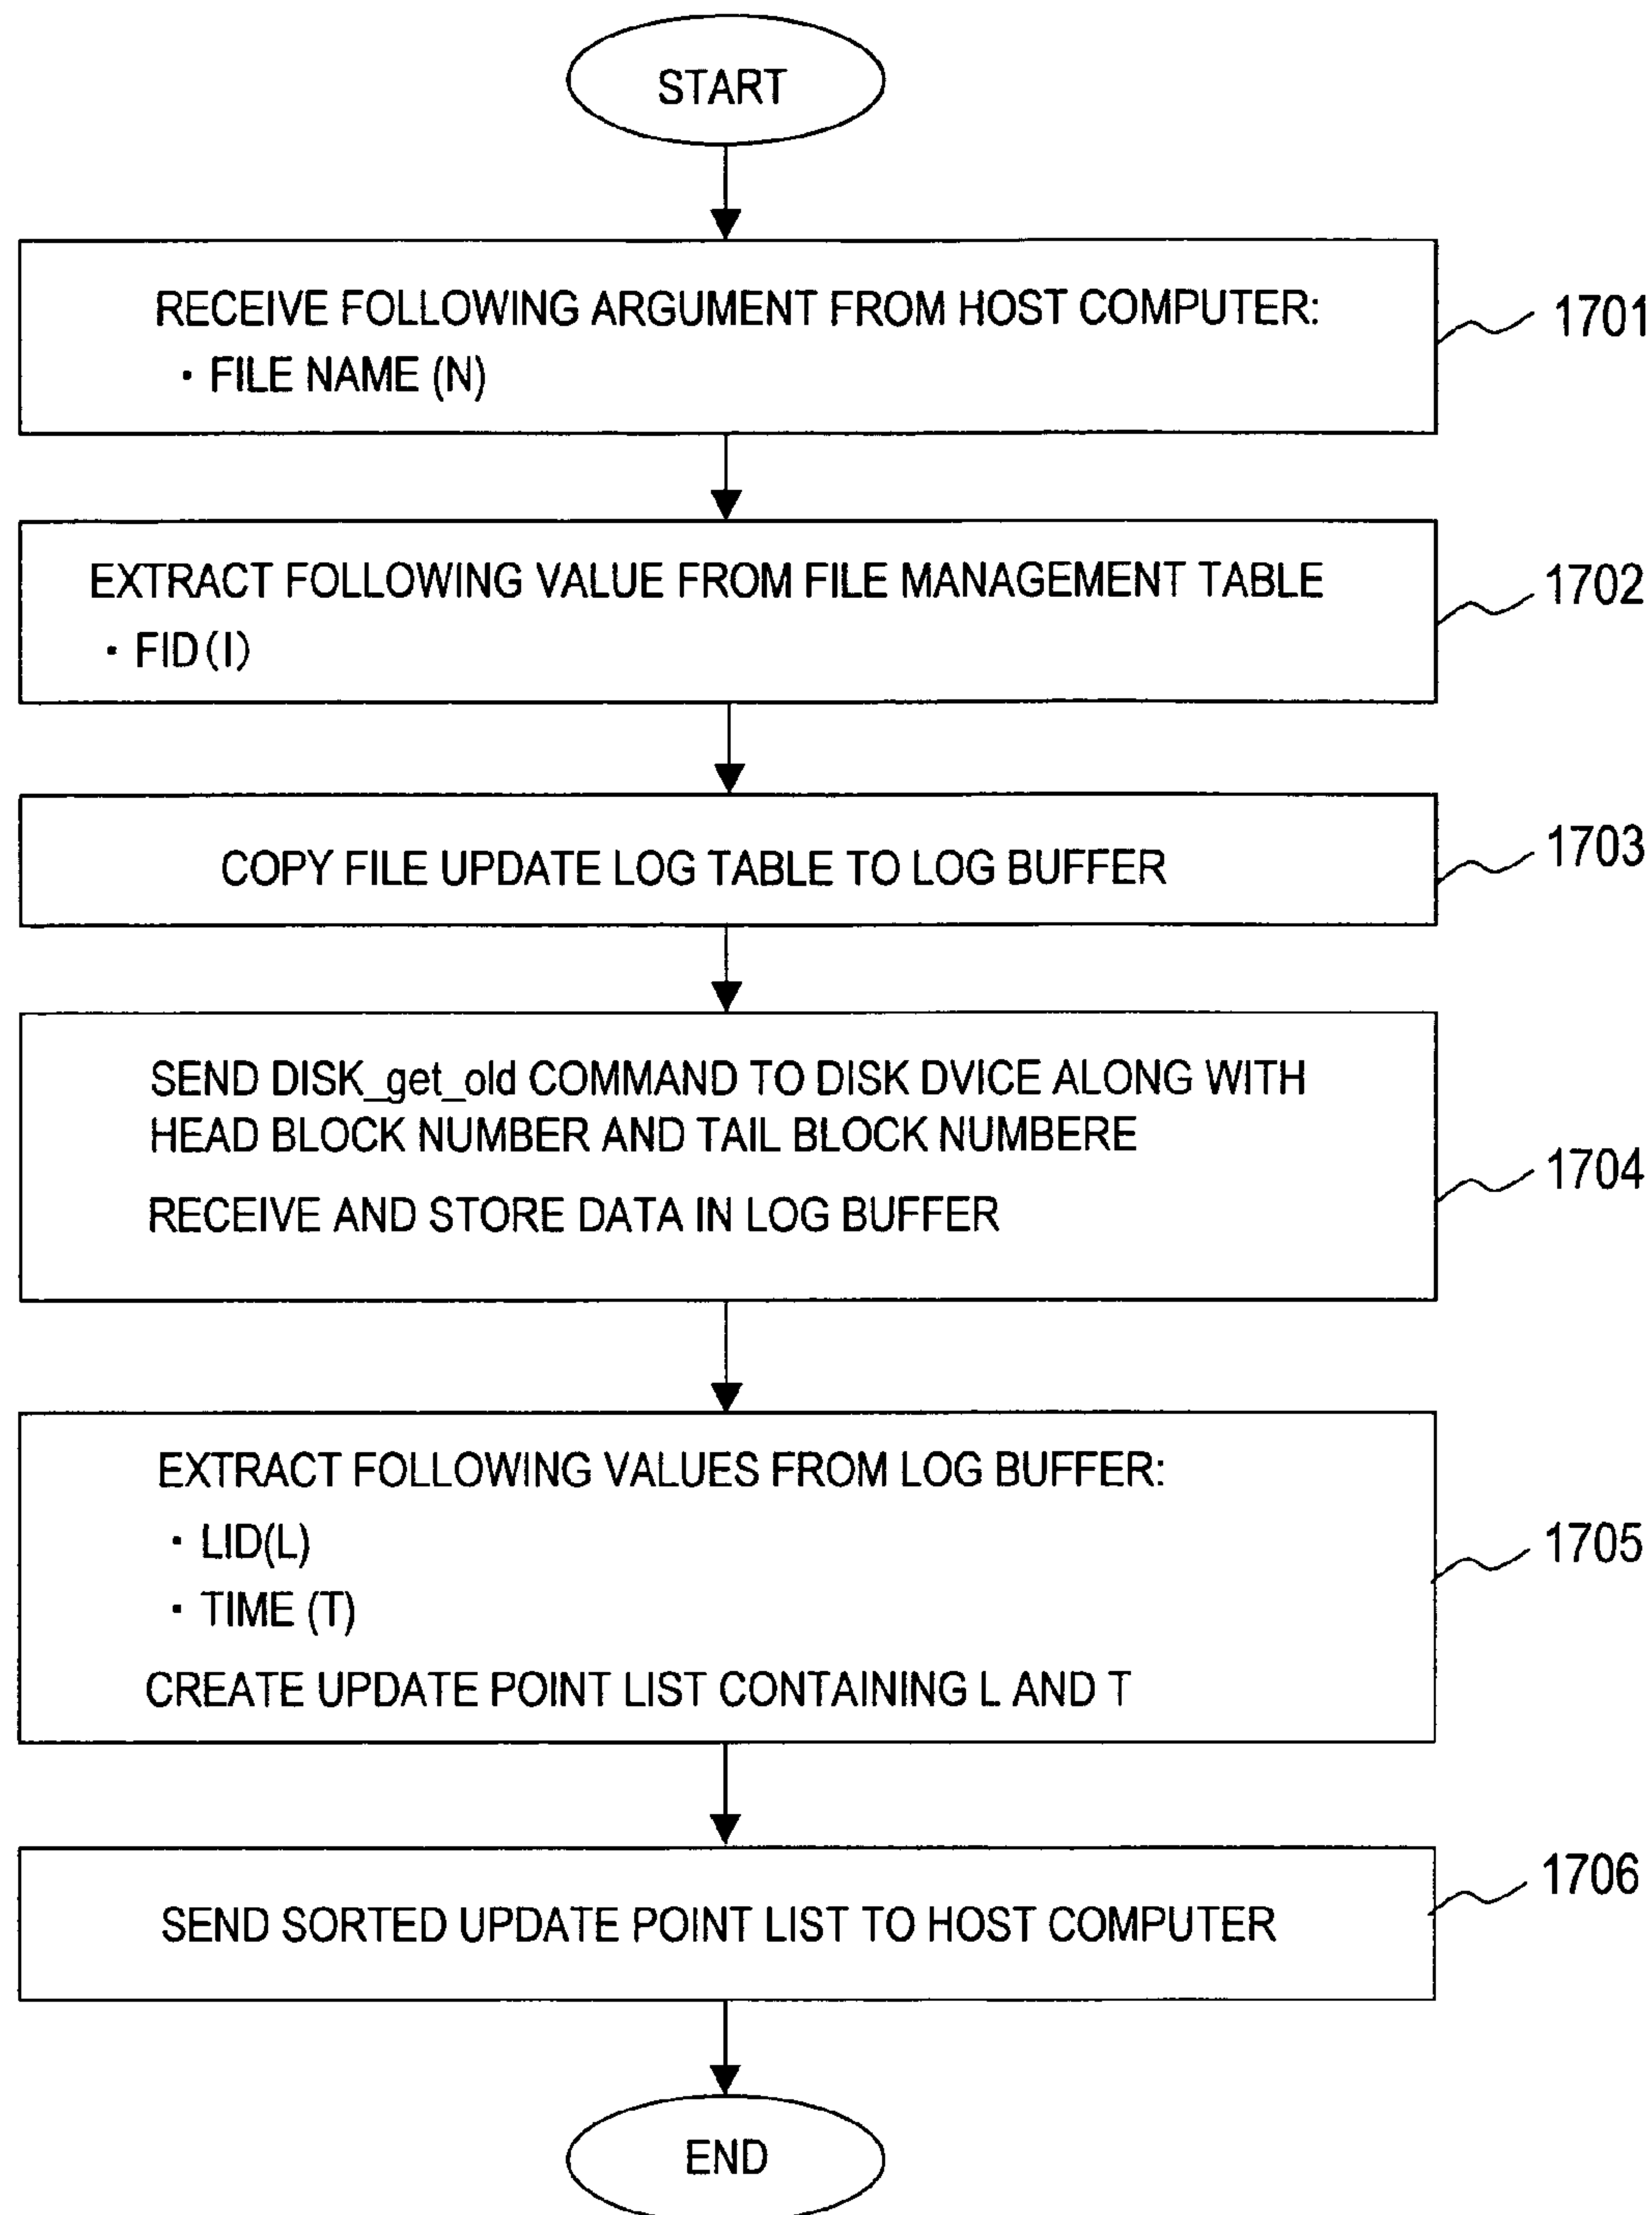 START
RECEIVE FOLLOWING ARGUMENT FROM HOST COMPUTER:
・FILE NAME (N)
1701
EXTRACT FOLLOWING VALUE FROM FILE MANAGEMENT TABLE
・FID(I)
1702
COPY FILE UPDATE LOG TABLE TO LOG BUFFER
1703
SEND DISK_get_old COMMAND TO DISK DVICE ALONG WITH
HEAD BLOCK NUMBER AND TAIL BLOCK NUMBERE
RECEIVE AND STORE DATA IN LOG BUFFER
1704
EXTRACT FOLLOWING VALUES FROM LOG BUFFER:
・LID(L)
・TIME (T)
CREATE UPDATE POINT LIST CONTAINING L AND T
1705
SEND SORTED UPDATE POINT LIST TO HOST COMPUTER
1706
END